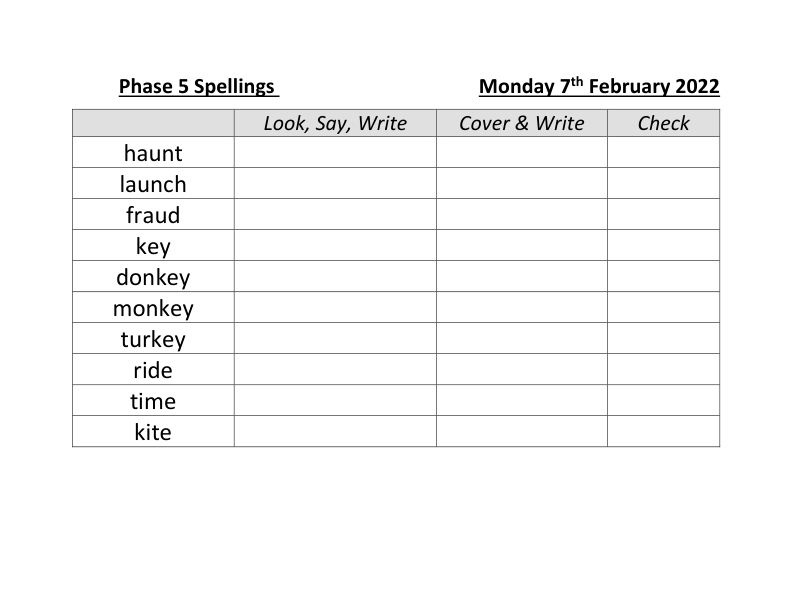 Phase 5 Spellings Monday 7th February 2022
Look, Say, Write Cover & Write Check
haunt
launch
fraud
key
donkey
monkey
turkey
ride
time
kite